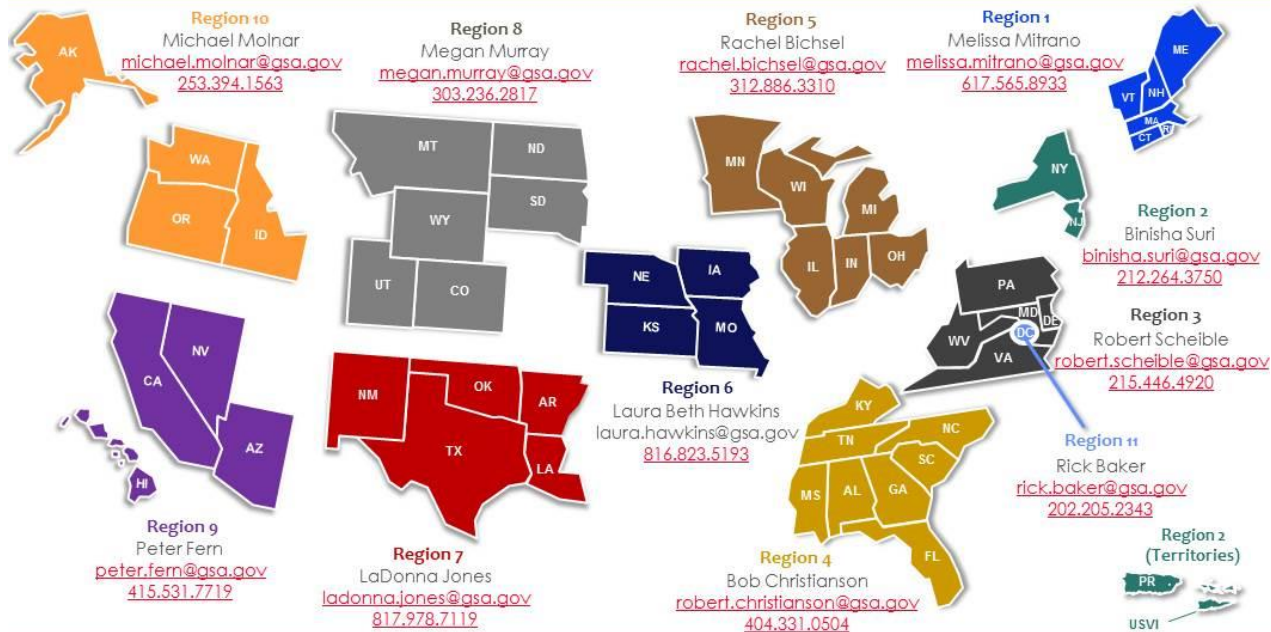 Region 10
Michael Molnar
michael.molnar@gsa.gov
253.394.1563
AK
WA
OR
ID
Region 8
Megan Murray
megan.murray@gsa.gov
303.236.2817
MT
ND
SD
WY
UT
CO
Region 5
Rachel Bichsel
rachel.bichsel@gsa.gov
312.886.3310
MN
WI
MI
IL
IN
OH
Region 1
Melissa Mitrano
melissa.mitrano@gsa.gov
617.565.8933
ME
VT
NH
MA
CT
RI
NY
NJ
Region 2
Binisha Suri
binisha.suri@gsa.gov
212.264.3750
PA
MD
DE
DC
WV
VA
Region 3
Robert Scheible
robert.scheible@gsa.gov
215.446.4920
NE
IA
KS
MO
Region 6
Laura Beth Hawkins
laura.hawkins@gsa.gov
816.823.5193
NV
CA
AZ
HI
Region 9
Peter Fern
peter.fern@gsa.gov
415.531.7719
NM
OK
AR
TX
LA
Region 7
LaDonna Jones
ladonna.jones@gsa.gov
817.978.7119
KY
TN
NC
SC
MS
AL
GA
FL
Region 4
Bob Christianson
robert.christianson@gsa.gov
404.331.0504
Region 11
Rick Baker
rick.baker@gsa.gov
202.205.2343
Region 2
(Territories)
PR
USVI